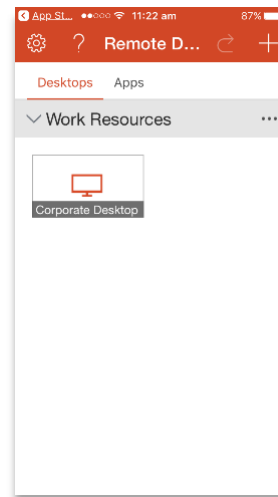 App St... 11:22 am 87%
? Remote D...
Desktops Apps
Work Resources ...
Corporate Desktop